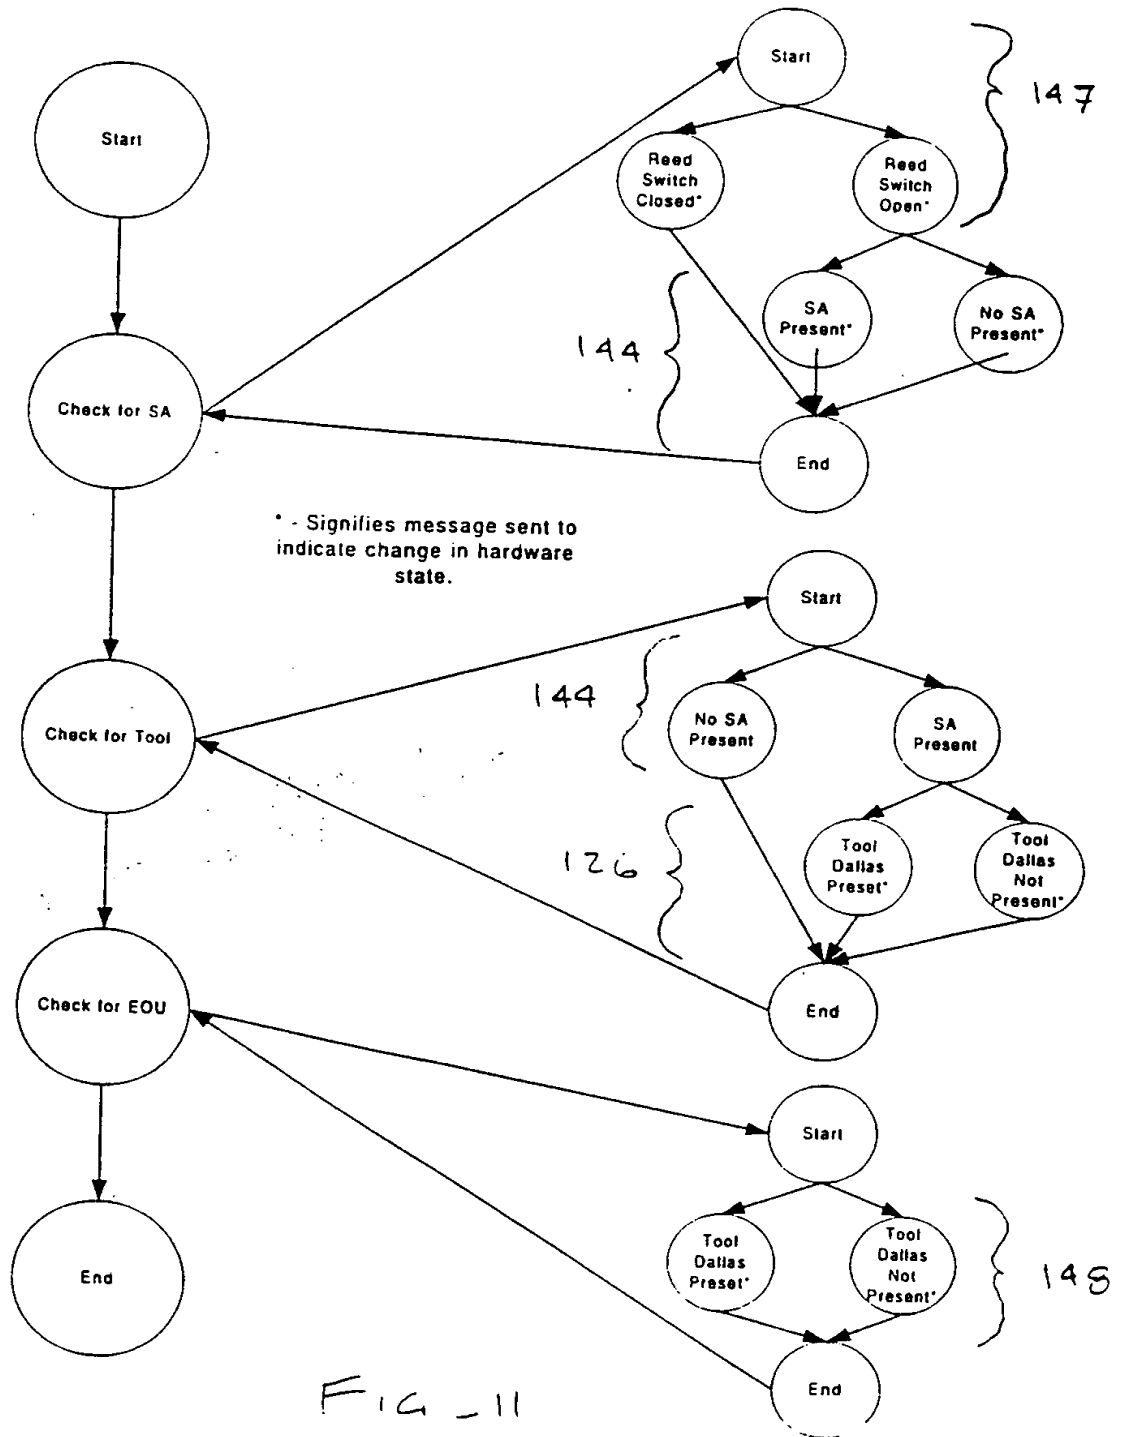 Start
147
Start
Reed
Switch
Closed*
Reed
Switch
Open*
SA
Present*
No SA
Present*
144
Check for SA
End
* - Signifies message sent to
indicate change in hardware
state.
Start
144
No SA
Present
SA
Present
Check for Tool
126
Tool
Dallas
Preset*
Tool
Dallas
Not
Present*
Check for EOU
End
Start
Tool
Dallas
Preset*
Tool
Dallas
Not
Present*
148
End
End
FIG_11